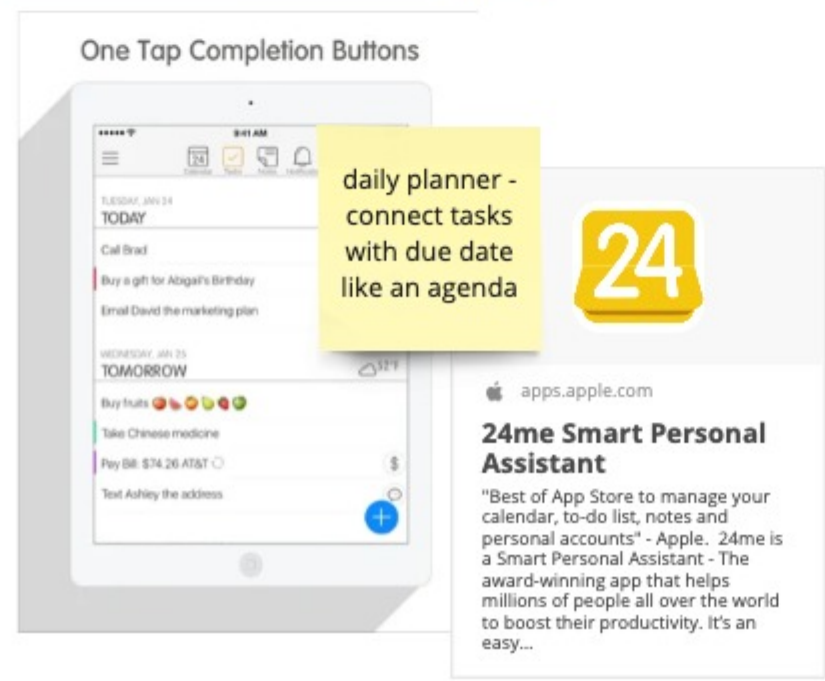 One Tap Completion Buttons
9:41 AM
24
Calendar Tasks Notes
TUESDAY, JAN 24
TODAY
Call Brad
Buy a gift for Abigail's Birthday
Email David the marketing plan
WEDNESDAY, JAN 25
TOMORROW
52°F
Buy fruits
Take Chinese medicine
Pay Bill: $74.26 AT&T
$
Text Ashley the address
+
daily planner -
connect tasks
with due date
like an agenda
24
apps.apple.com
24me Smart Personal
Assistant
"Best of App Store to manage your
calendar, to-do list, notes and
personal accounts" - Apple. 24me is
a Smart Personal Assistant - The
award-winning app that helps
millions of people all over the world
to boost their productivity. It's an
easy...